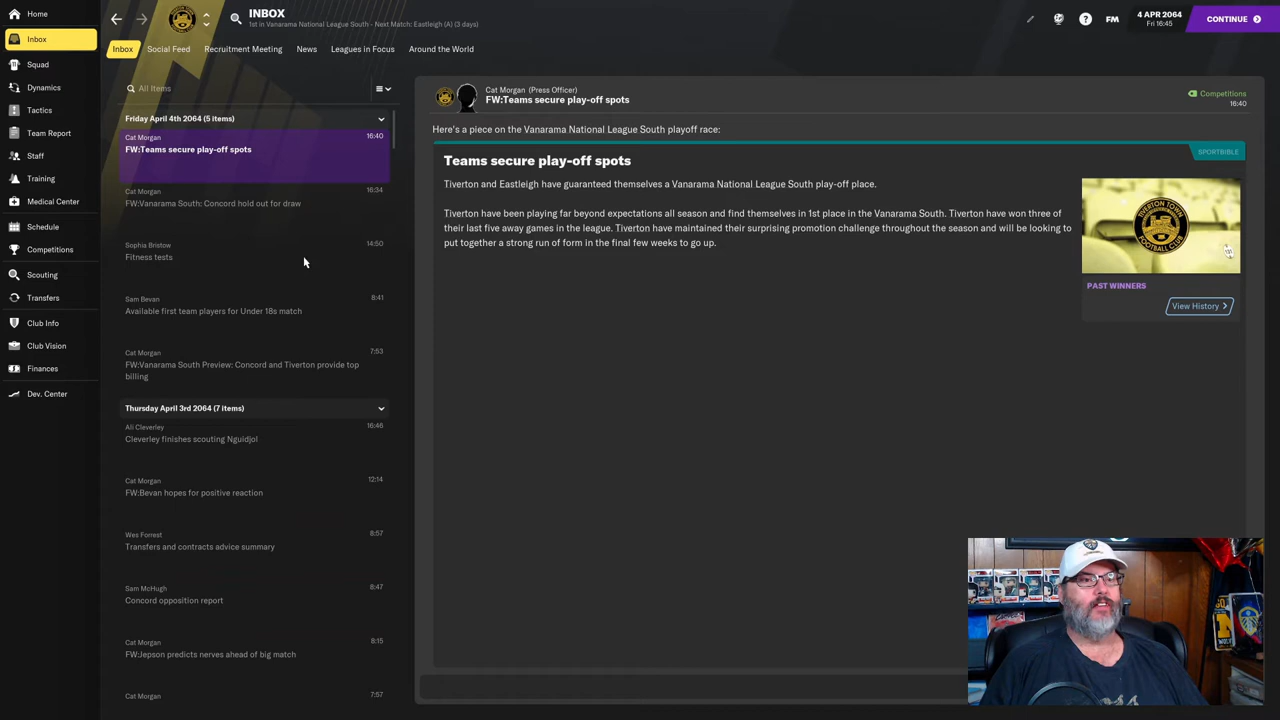 Home
Inbox
Squad
Dynamics
Tactics
Team Report
Staff
Training
Medical Center
Schedule
Competitions
Scouting
Transfers
Club Info
Club Vision
Finances
Dev. Center
INBOX
1st in Vanarama National League South - Next Match: Eastleigh (A) (3 days)
FM
4 APR 2064
Fri 16:45
CONTINUE
Inbox
Social Feed
Recruitment Meeting
News
Leagues in Focus
Around the World
All Items
Friday April 4th 2064 (5 items)
Cat Morgan
16:40
FW:Teams secure play-off spots
Cat Morgan
16:34
FW:Vanarama South: Concord hold out for draw
Sophia Bristow
14:50
Fitness tests
Sam Bevan
8:41
Available first team players for Under 18s match
Cat Morgan
7:53
FW:Vanarama South Preview: Concord and Tiverton provide top
billing
Thursday April 3rd 2064 (7 items)
Ali Cleverley
16:46
Cleverley finishes scouting Nguidjol
Cat Morgan
12:14
FW:Bevan hopes for positive reaction
Wes Forrest
8:57
Transfers and contracts advice summary
Sam McHugh
8:47
Concord opposition report
Cat Morgan
8:15
FW:Jepson predicts nerves ahead of big match
Cat Morgan
7:57
Cat Morgan (Press Officer)
FW:Teams secure play-off spots
Competitions
16:40
Here's a piece on the Vanarama National League South playoff race:
Teams secure play-off spots
SPORTBIBLE
Tiverton and Eastleigh have guaranteed themselves a Vanarama National League South play-off place.
Tiverton have been playing far beyond expectations all season and find themselves in 1st place in the Vanarama South. Tiverton have won three of
their last five away games in the league. Tiverton have maintained their surprising promotion challenge throughout the season and will be looking to
put together a strong run of form in the final few weeks to go up.
TIVERTON TOWN
FOOTBALL CLUB
PAST WINNERS
View History